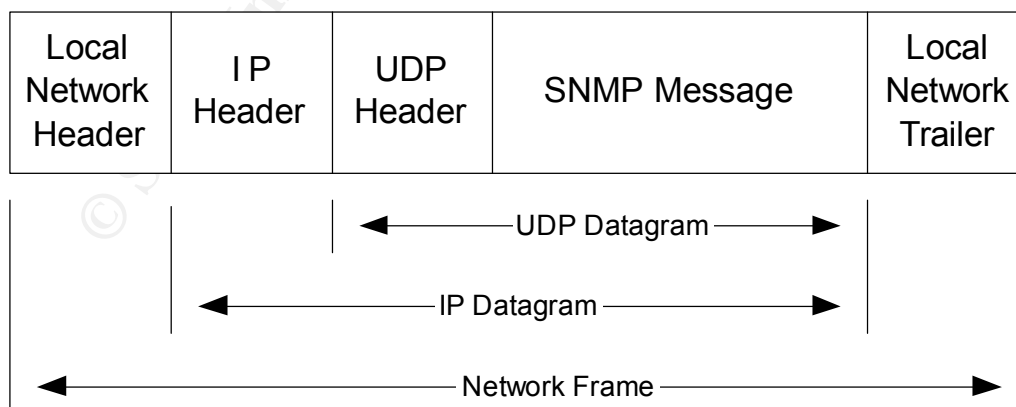 Local
Network
Header
I P
Header
UDP
Header
SNMP Message
Local
Network
Trailer
UDP Datagram
IP Datagram
Network Frame